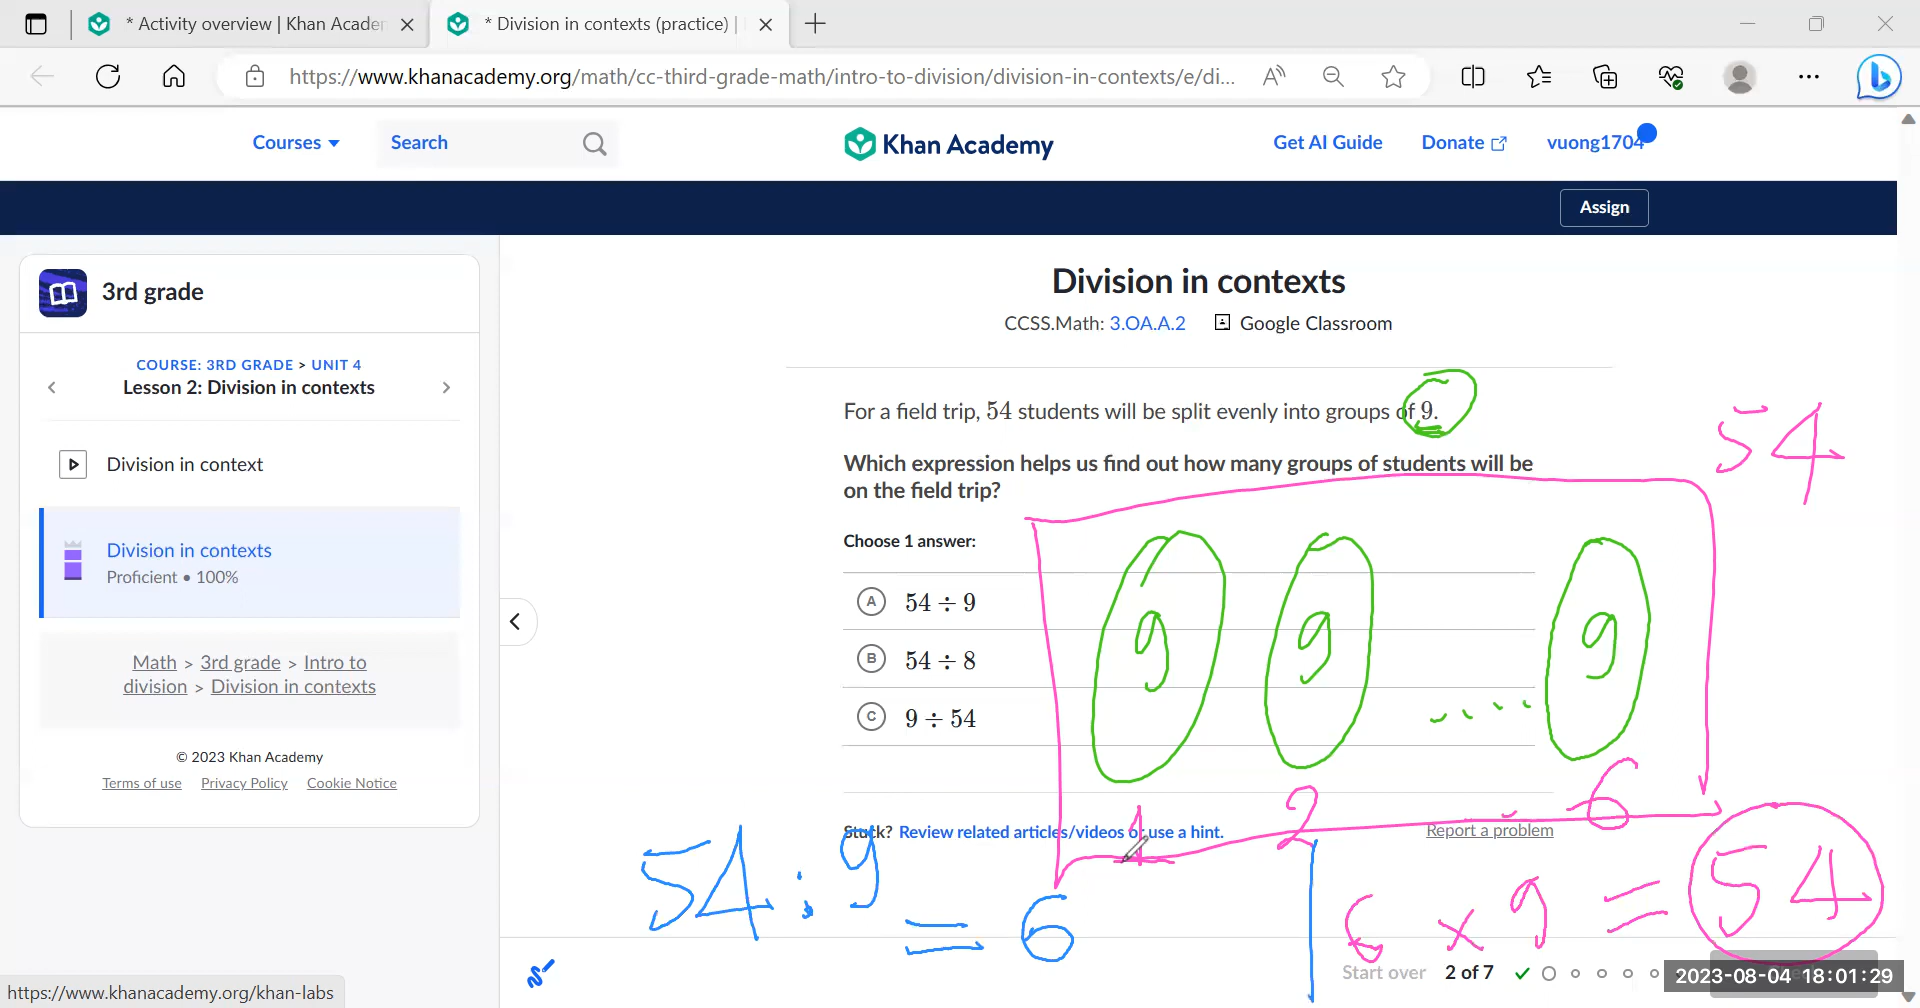 * Activity overview | Khan Acader
* Division in contexts (practice) |
https://www.khanacademy.org/math/cc-third-grade-math/intro-to-division/division-in-contexts/e/di...
Courses
Search
Khan Academy
Get AI Guide
Donate
vuong1704
Assign
3rd grade
COURSE: 3RD GRADE > UNIT 4
Lesson 2: Division in contexts
Division in context
Division in contexts
Proficient • 100%
Math > 3rd grade > Intro to
division > Division in contexts
© 2023 Khan Academy
Terms of use Privacy Policy Cookie Notice
Division in contexts
CCSS.Math: 3.OA.A.2 Google Classroom
For a field trip, 54 students will be split evenly into groups of 9.
54
Which expression helps us find out how many groups of students will be
on the field trip?
Choose 1 answer:
A 54 ÷ 9
B 54 ÷ 8
C 9 ÷ 54
9 9 .... 9
1 2 6
Stuck? Review related articles/videos or use a hint.
Report a problem
54 : 9
= 6
6 x 9 = 54
Start over 2 of 7
2023-08-04 18:01:29
https://www.khanacademy.org/khan-labs